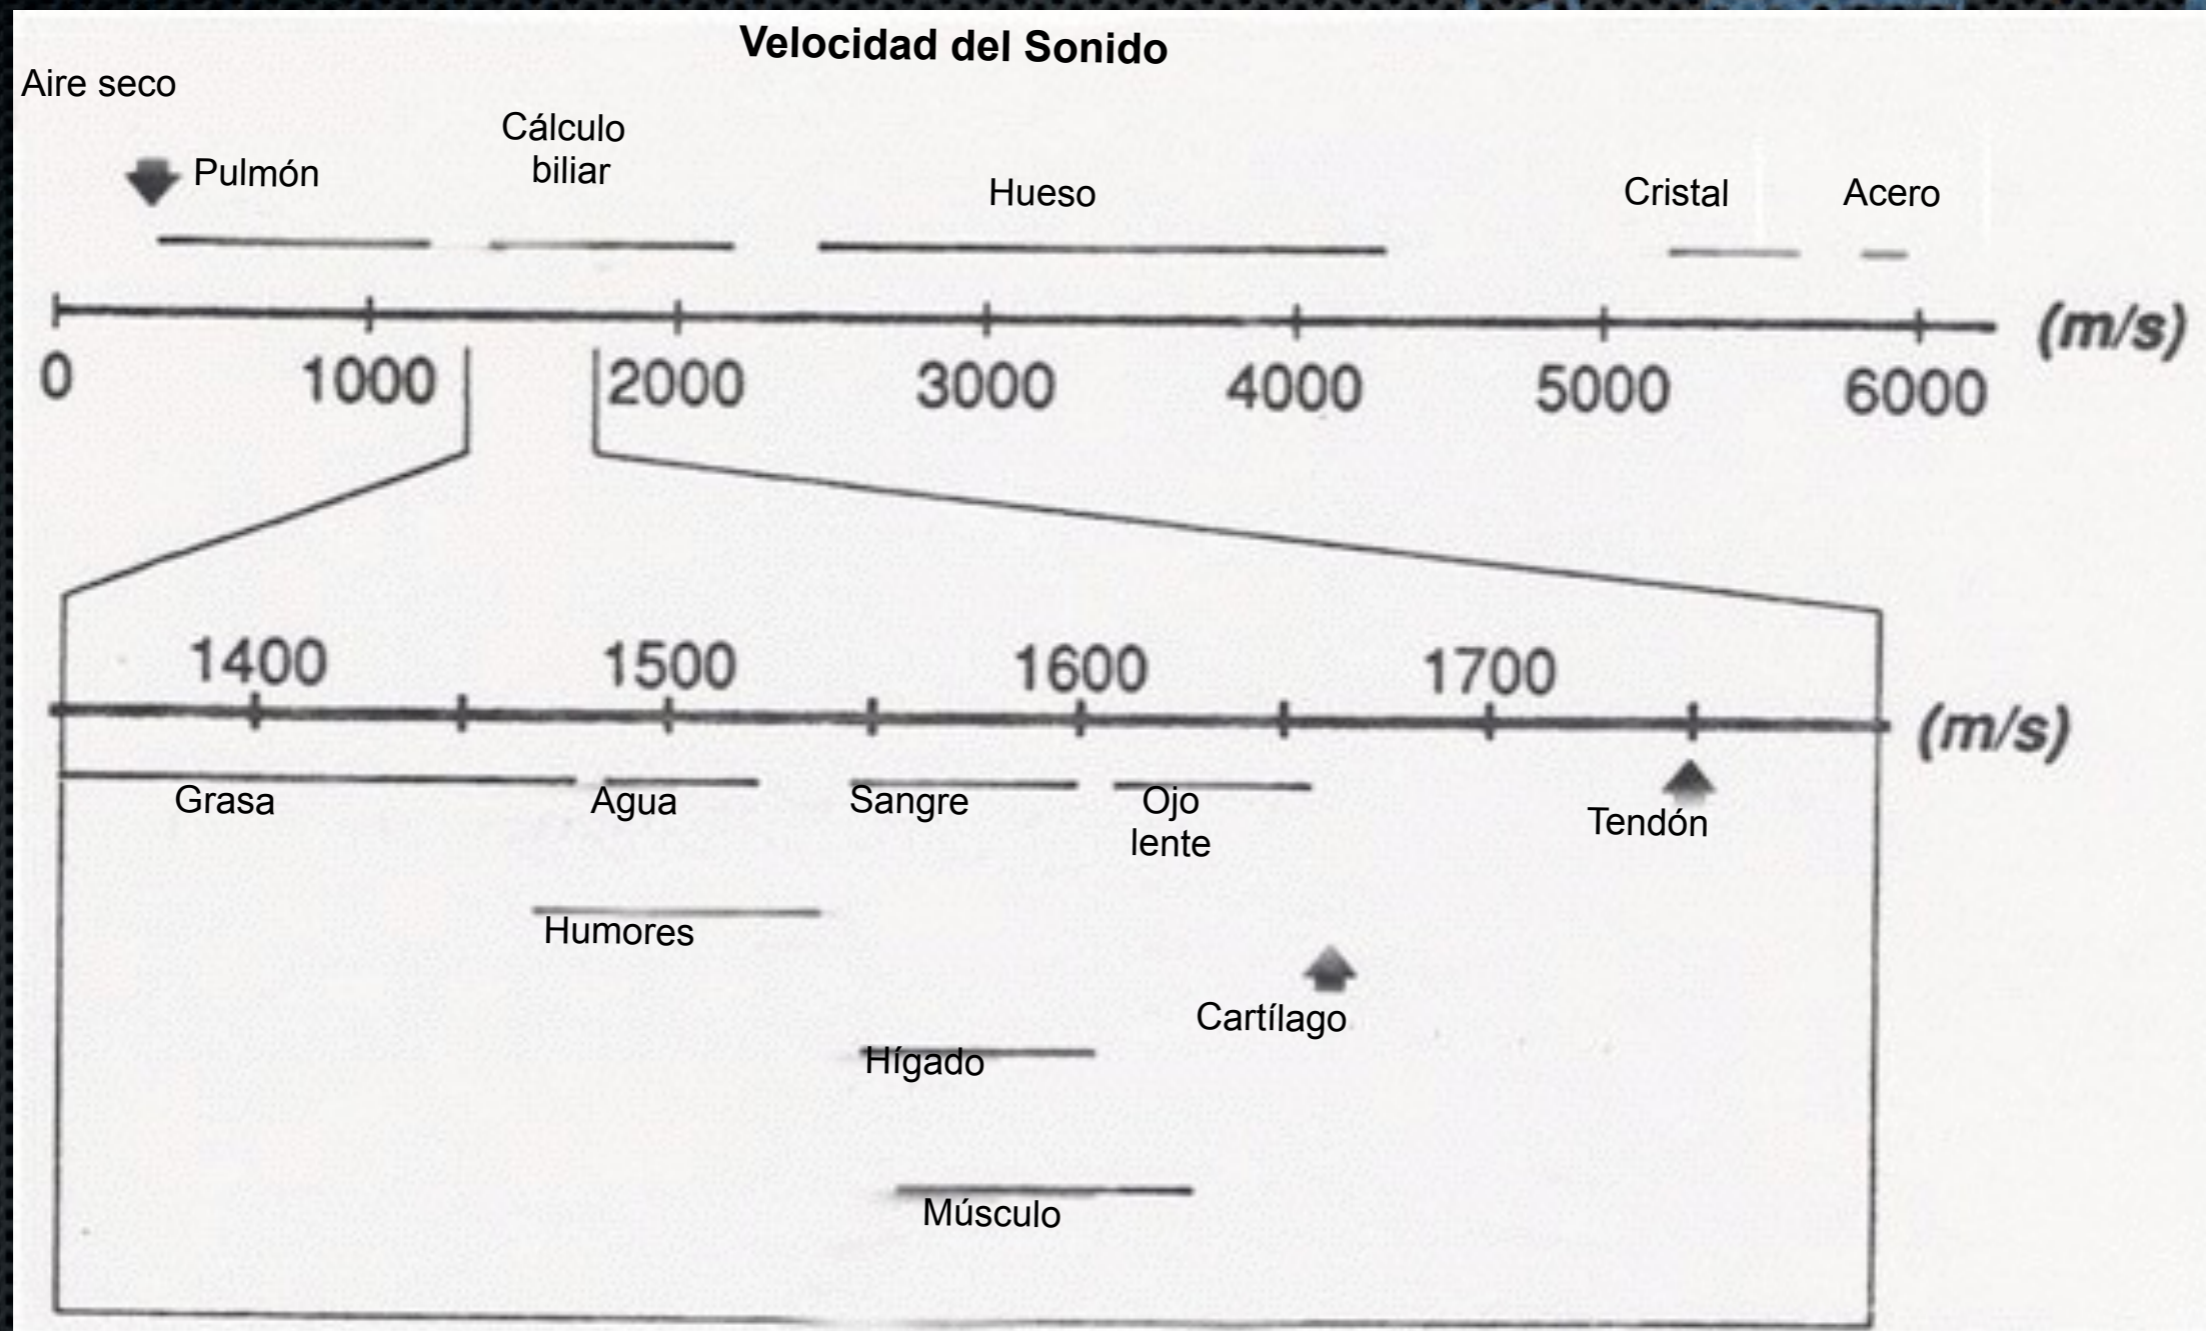 Velocidad del Sonido
Aire seco
Cálculo
biliar
Pulmón
Hueso
Cristal
Acero
(m/s)
0
1000
2000
3000
4000
5000
6000
1400
1500
1600
1700
(m/s)
Grasa
Agua
Sangre
Ojo
lente
Tendón
Humores
Cartílago
Hígado
Músculo